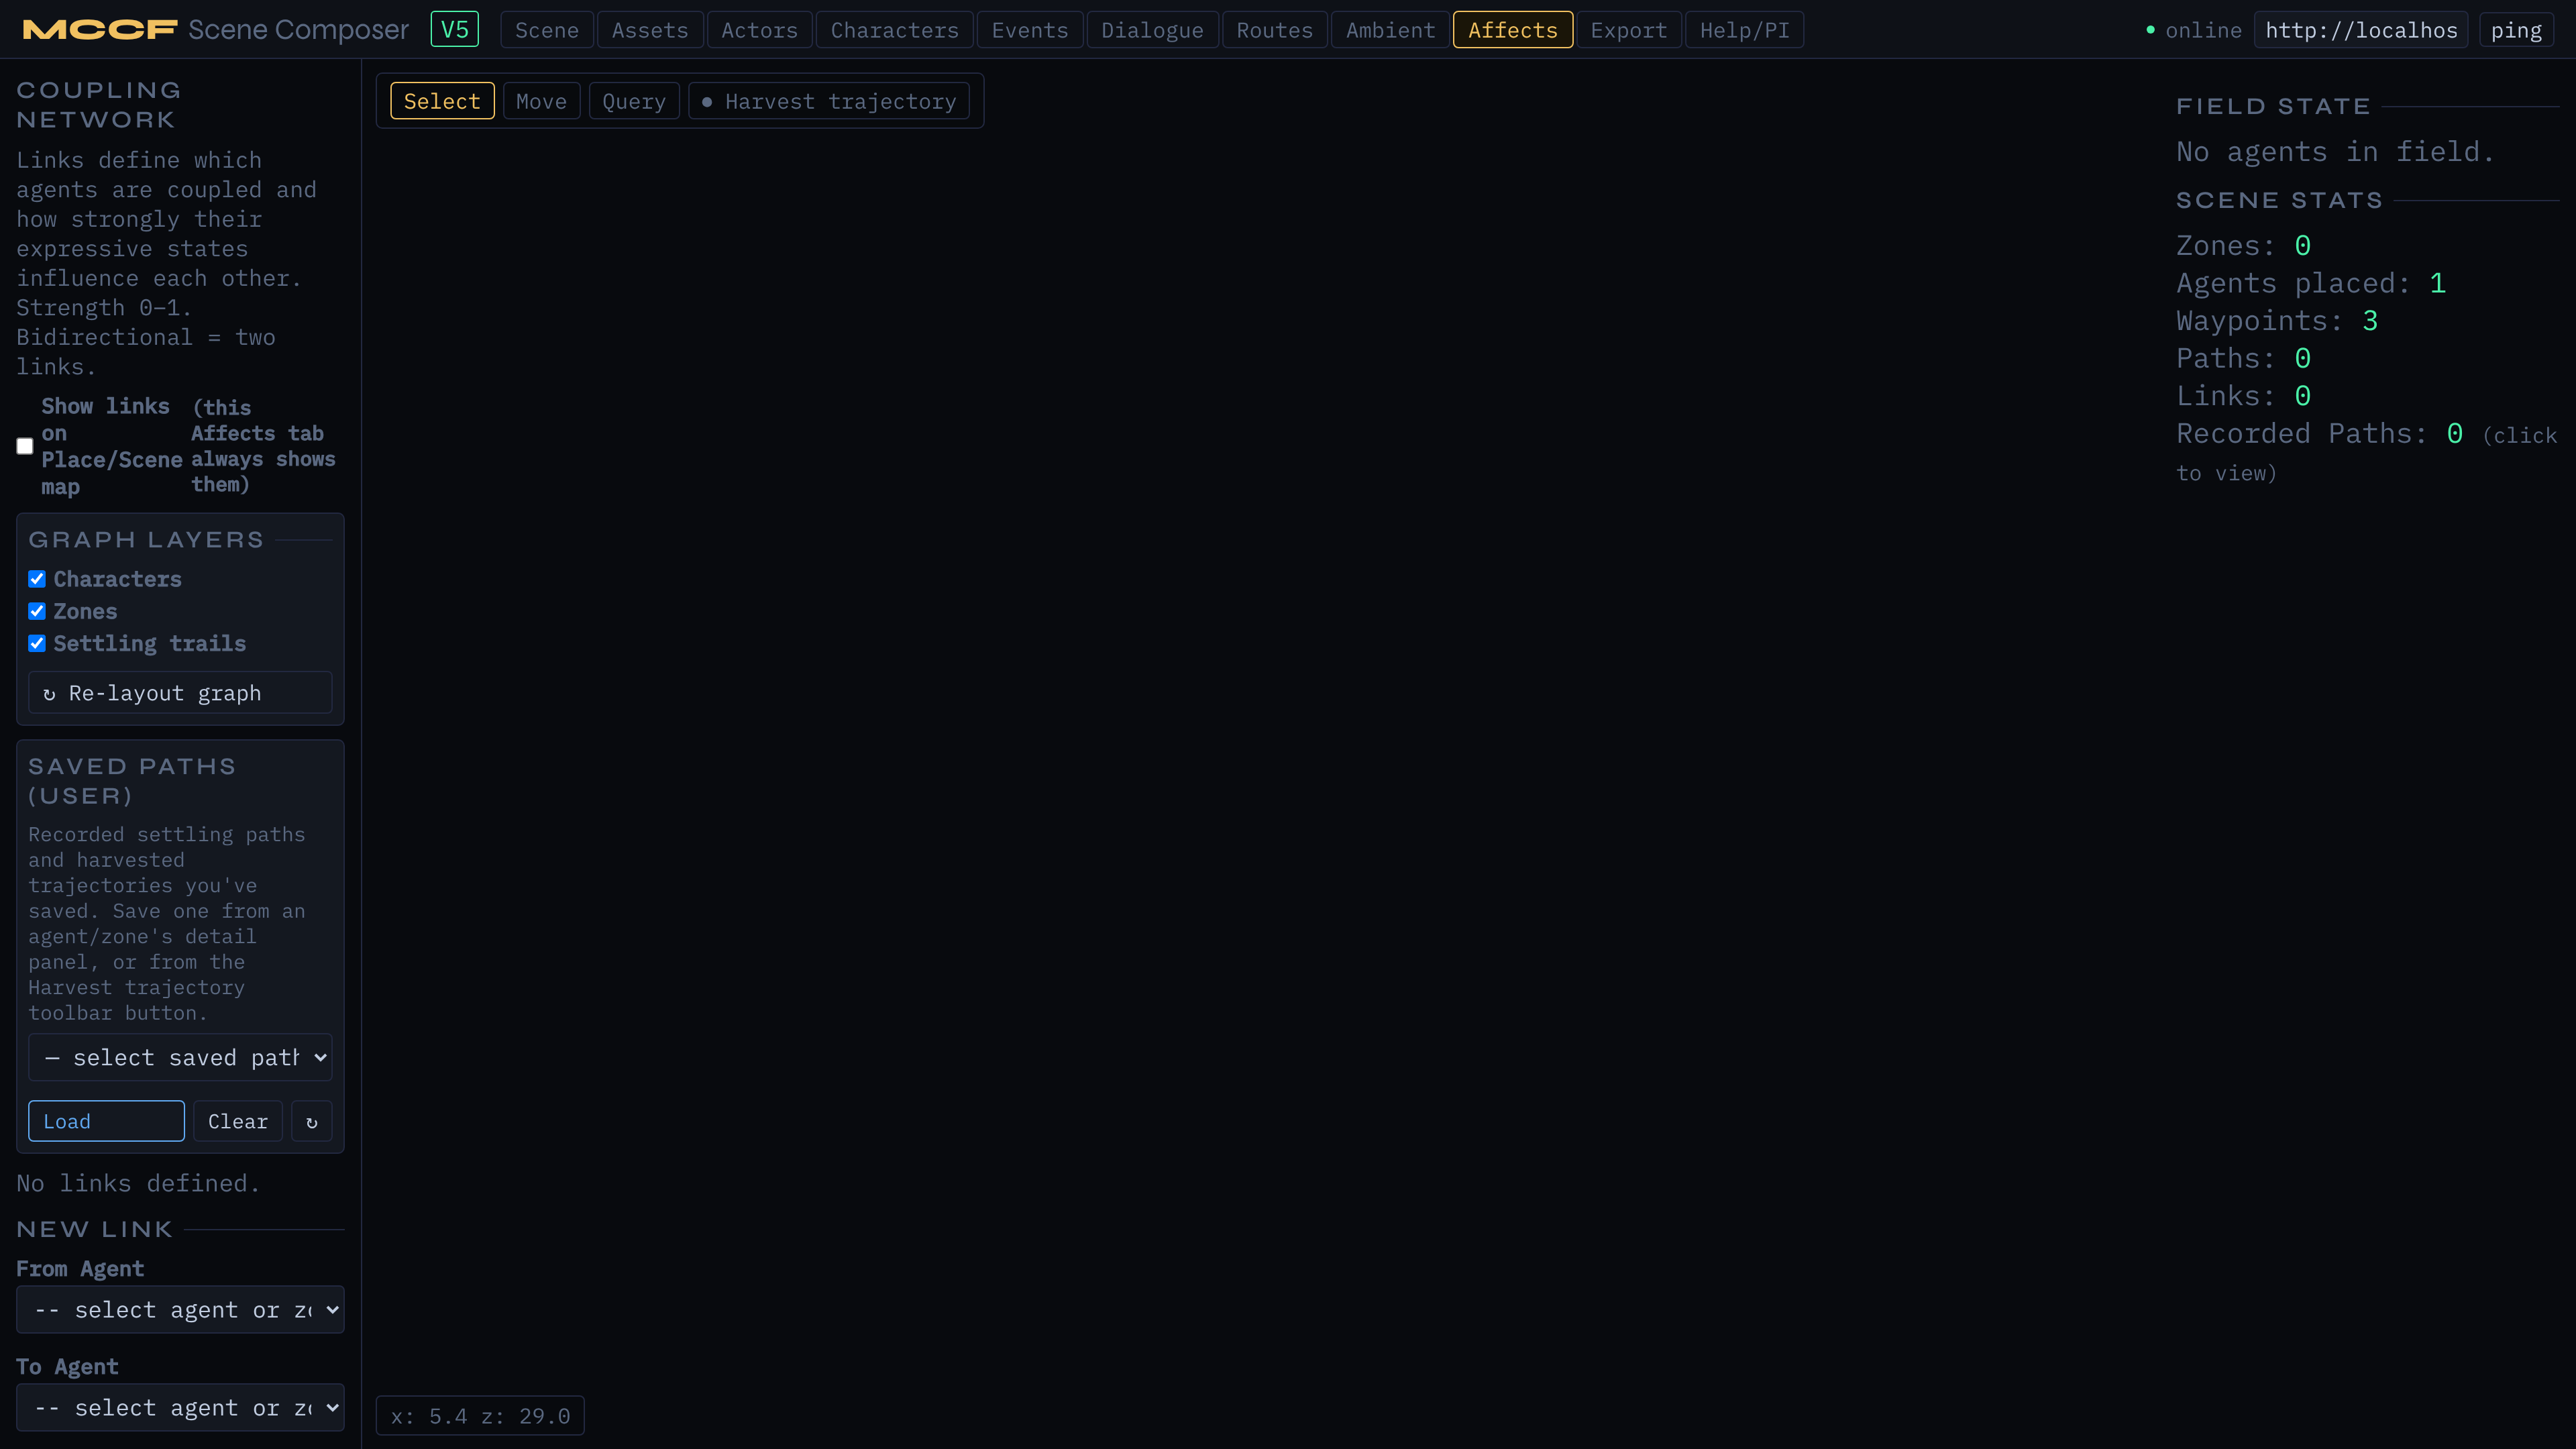 MCCF Scene Composer V5 Scene Assets Actors Characters Events Dialogue Routes Ambient Affects Export Help/PI online http://localhos ping
COUPLING
NETWORK
Links define which
agents are coupled and
how strongly their
expressive states
influence each other.
Strength 0–1.
Bidirectional = two
links.
Show links
on
Place/Scene
map
(this
Affects tab
always shows
them)
GRAPH LAYERS
Characters
Zones
Settling trails
↻ Re-layout graph
SAVED PATHS
(USER)
Recorded settling paths
and harvested
trajectories you've
saved. Save one from an
agent/zone's detail
panel, or from the
Harvest trajectory
toolbar button.
— select saved path
Load Clear ↻
No links defined.
NEW LINK
From Agent
-- select agent or zo
To Agent
-- select agent or zo
Select Move Query ● Harvest trajectory
x: 5.4 z: 29.0
FIELD STATE
No agents in field.
SCENE STATS
Zones: 0
Agents placed: 1
Waypoints: 3
Paths: 0
Links: 0
Recorded Paths: 0 (click
to view)